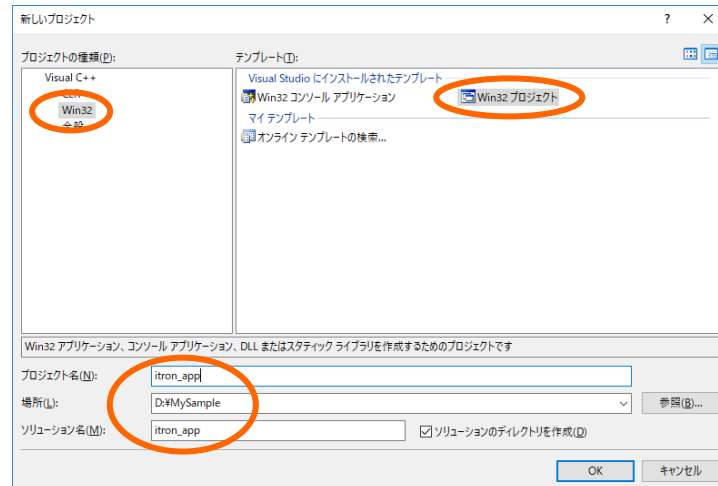 新しいプロジェクト
プロジェクトの種類(P):
テンプレート(T):
Visual C++
CLR
Win32
全般
Visual Studio にインストールされたテンプレート
Win32 コンソール アプリケーション
Win32 プロジェクト
マイ テンプレート
オンライン テンプレートの検索...
Win32 アプリケーション、コンソール アプリケーション、DLL またはスタティック ライブラリを作成するためのプロジェクトです
プロジェクト名(N):
itron_app
場所(L):
D:¥MySample
参照(B)...
ソリューション名(M):
itron_app
ソリューションのディレクトリを作成(D)
OK
キャンセル